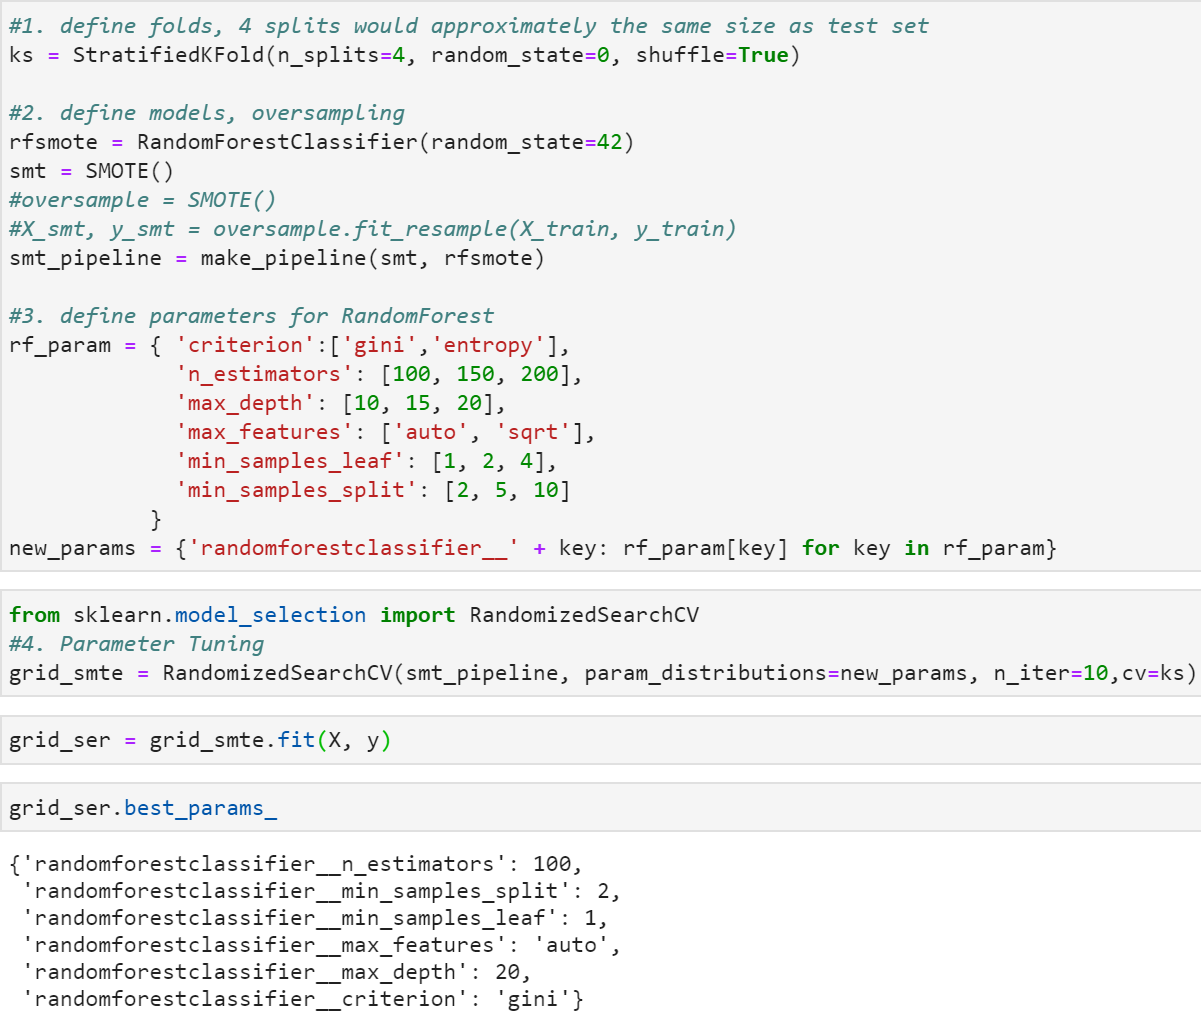 #1. define folds, 4 splits would approximately the same size as test set
ks = StratifiedKFold(n_splits=4, random_state=0, shuffle=True)
#2. define models, oversampling
rfsmote = RandomForestClassifier(random_state=42)
smt = SMOTE()
#oversample = SMOTE()
#X_smt, y_smt = oversample.fit_resample(X_train, y_train)
smt_pipeline = make_pipeline(smt, rfsmote)
#3. define parameters for RandomForest
rf_param = { 'criterion':['gini','entropy'],
'n_estimators': [100, 150, 200],
'max_depth': [10, 15, 20],
'max_features': ['auto', 'sqrt'],
'min_samples_leaf': [1, 2, 4],
'min_samples_split': [2, 5, 10]
}
new_params = {'randomforestclassifier__' + key: rf_param[key] for key in rf_param}
from sklearn.model_selection import RandomizedSearchCV
#4. Parameter Tuning
grid_smte = RandomizedSearchCV(smt_pipeline, param_distributions=new_params, n_iter=10,cv=ks)
grid_ser = grid_smte.fit(X, y)
grid_ser.best_params_
{'randomforestclassifier__n_estimators': 100,
'randomforestclassifier__min_samples_split': 2,
'randomforestclassifier__min_samples_leaf': 1,
'randomforestclassifier__max_features': 'auto',
'randomforestclassifier__max_depth': 20,
'randomforestclassifier__criterion': 'gini'}